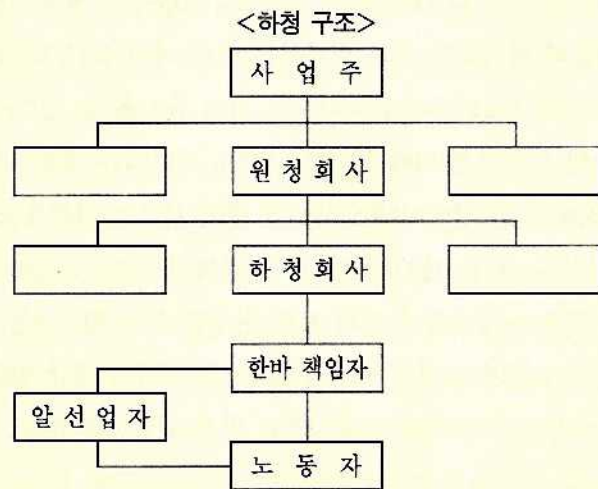 <하청 구조>
사 업 주
원 청 회 사
하 청 회 사
한바 책임자
알 선 업 자
노 동 자